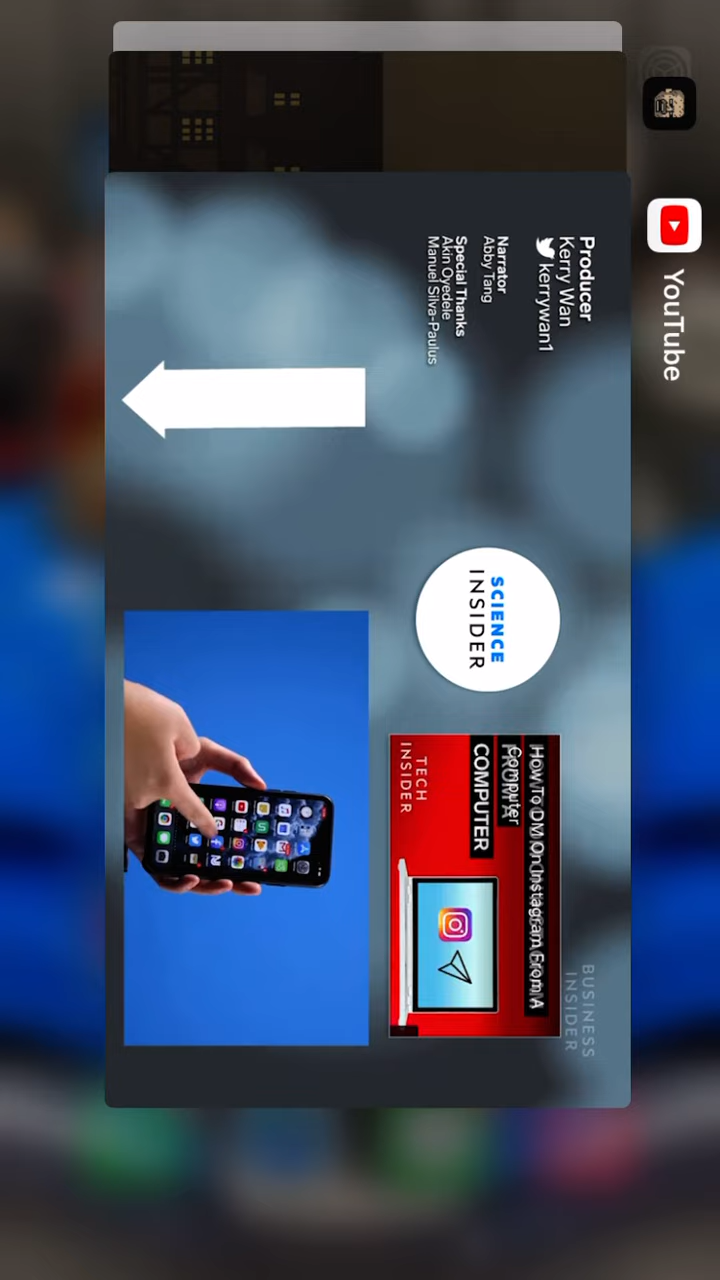 YouTube
Producer
Kerry Wan
kerrywan1
Narrator
Abby Tang
Special Thanks
Akin Oyedele
Manuel Silva-Paulus
SCIENCE
INSIDER
BUSINESS
INSIDER
How To DM On Instagram From A
Computer
FROM A
COMPUTER
TECH
INSIDER